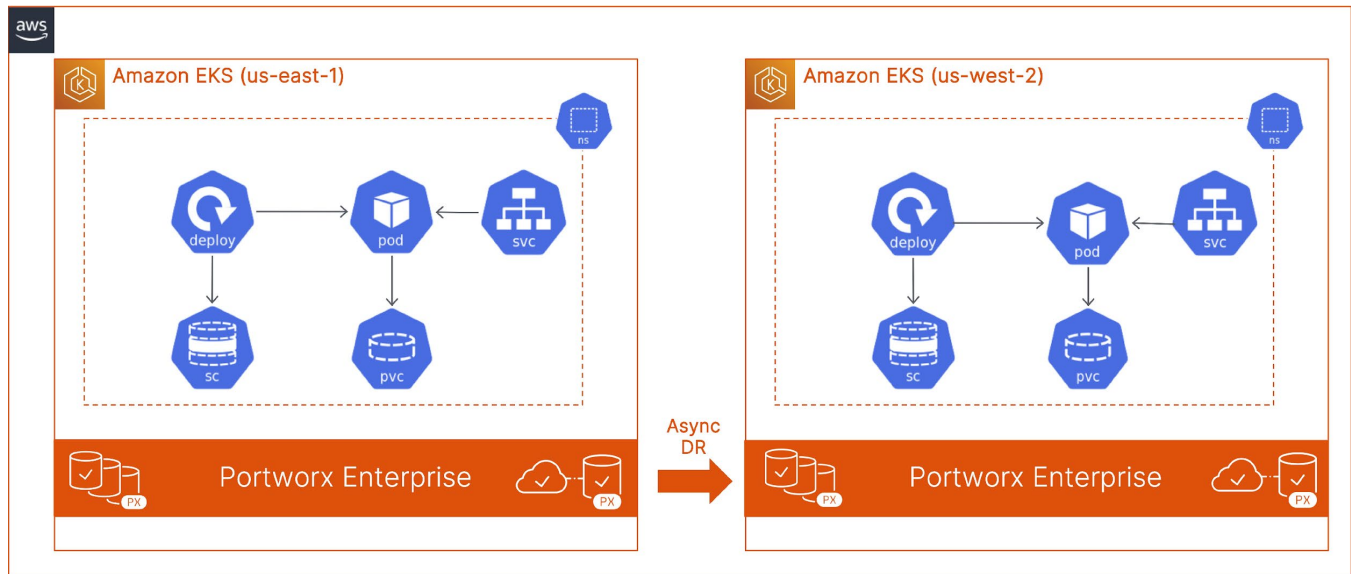 aws
Amazon EKS (us-east-1)
ns
deploy
pod
svc
sc
pvc
Portworx Enterprise
PX
PX
Async
DR
Amazon EKS (us-west-2)
ns
deploy
pod
svc
sc
pvc
Portworx Enterprise
PX
PX